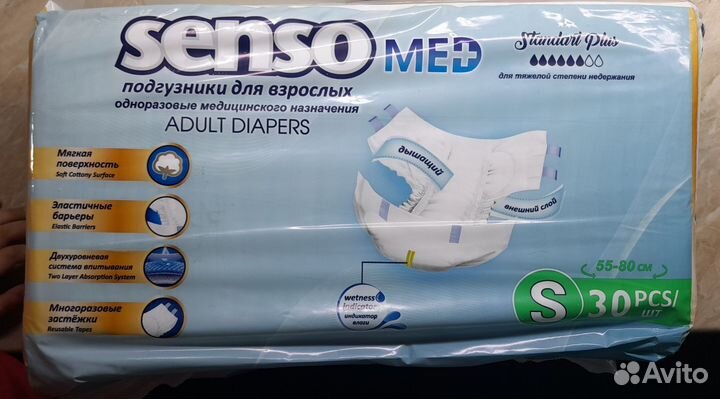 senso MED
Standart Plus
подгузники для взрослых
для тяжелой степени недержания
одноразовые медицинского назначения
ADULT DIAPERS
Мягкая
поверхность
Soft Cottony Surface
Эластичные
барьеры
Elastic Barriers
Двухуровневая
система впитывания
Two Layer Absorption System
Многоразовые
застёжки
Reusable Tapes
дышащий
внешний слой
wetness
indicator
индикатор
влаги
55-80 см
S 30 PCS/
ШТ
Avito